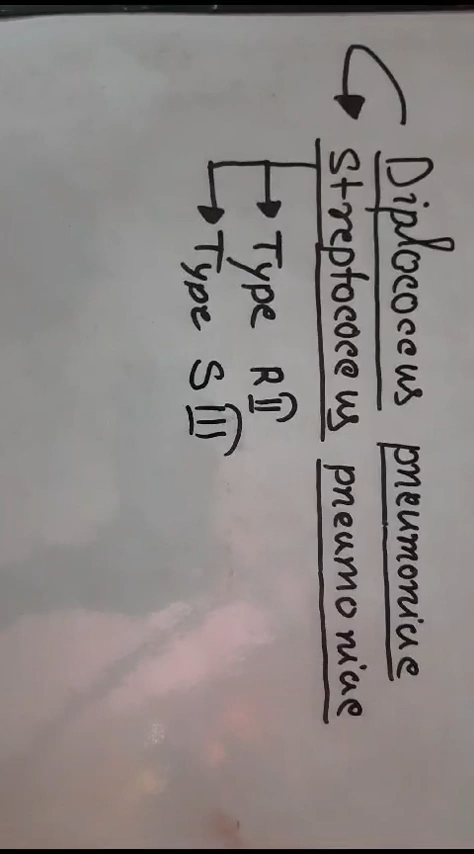 Diplococcus pneumoniae
Streptococcus pneumoniae
Type R II
Type S III